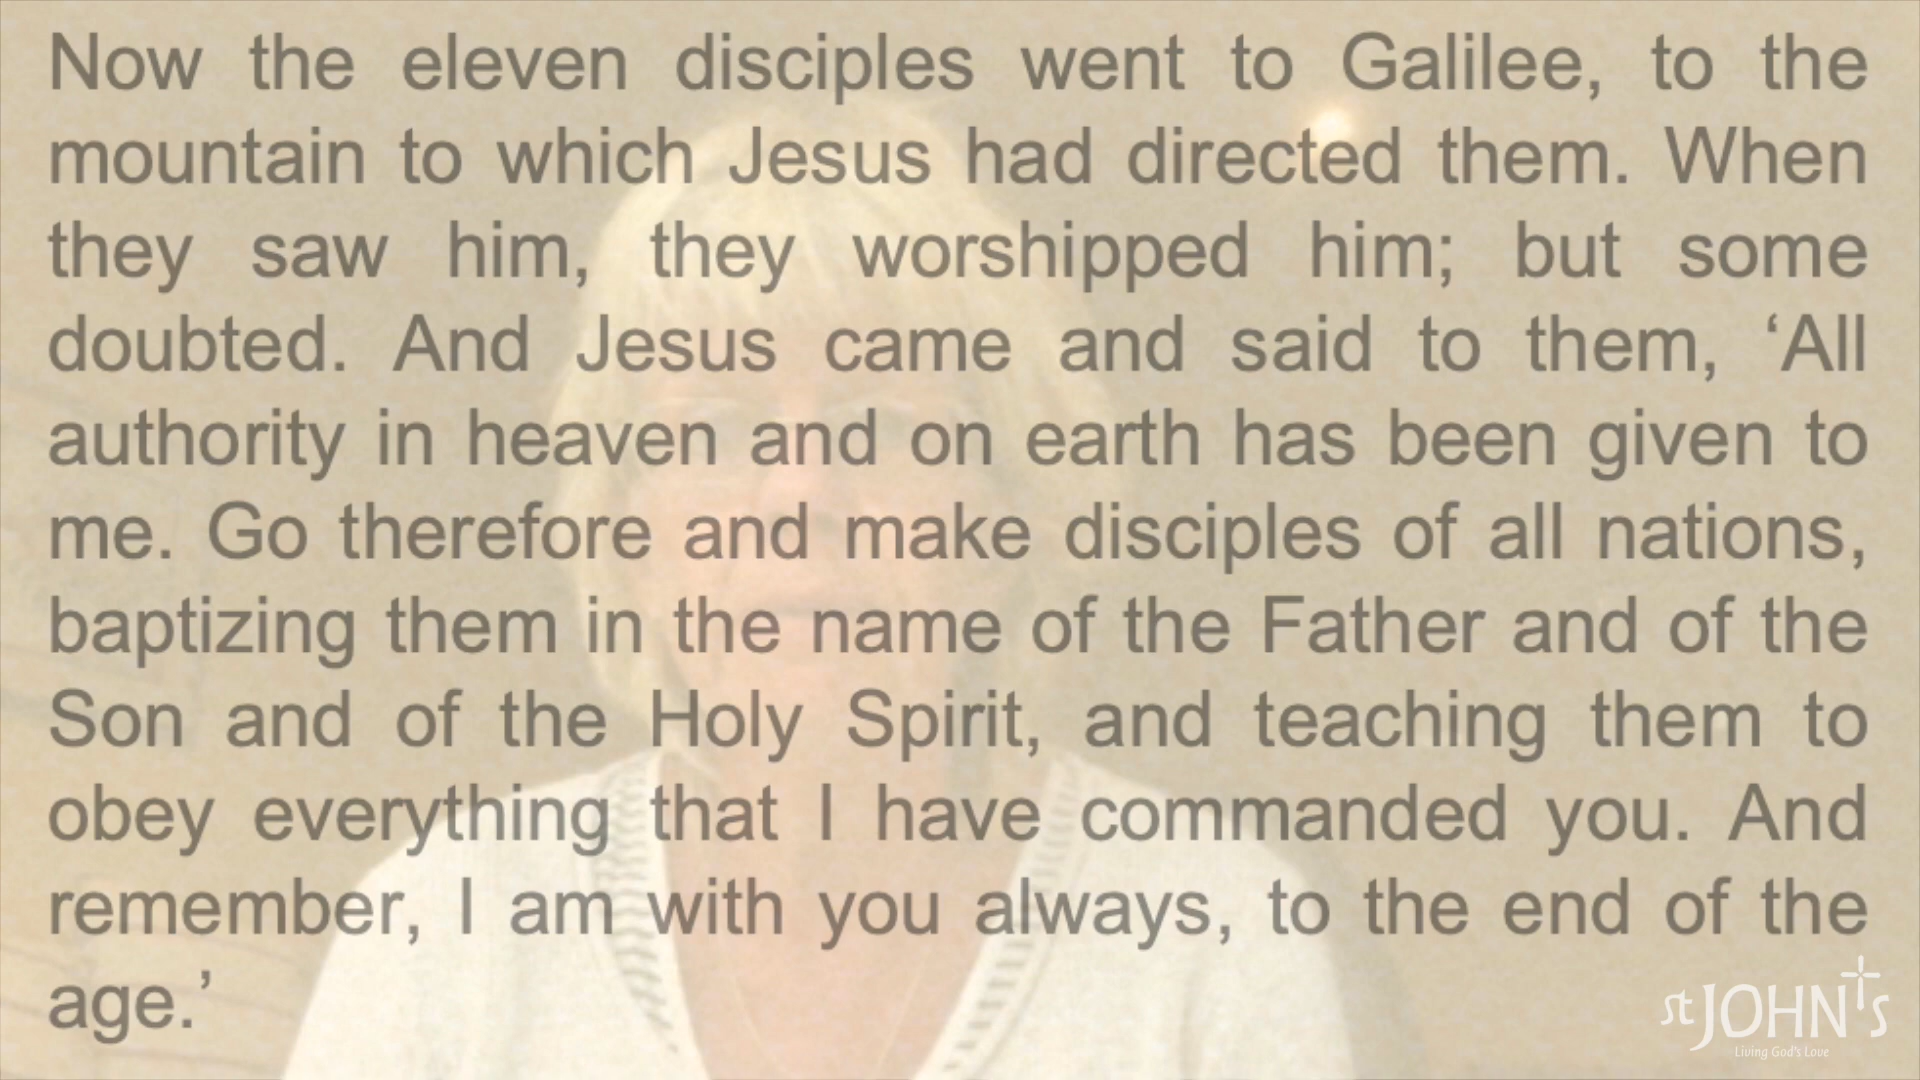 Now the eleven disciples went to Galilee, to the
mountain to which Jesus had directed them. When
they saw him, they worshipped him; but some
doubted. And Jesus came and said to them, ‘All
authority in heaven and on earth has been given to
me. Go therefore and make disciples of all nations,
baptizing them in the name of the Father and of the
Son and of the Holy Spirit, and teaching them to
obey everything that I have commanded you. And
remember, I am with you always, to the end of the
age.’
st JOHN's
Living God's Love